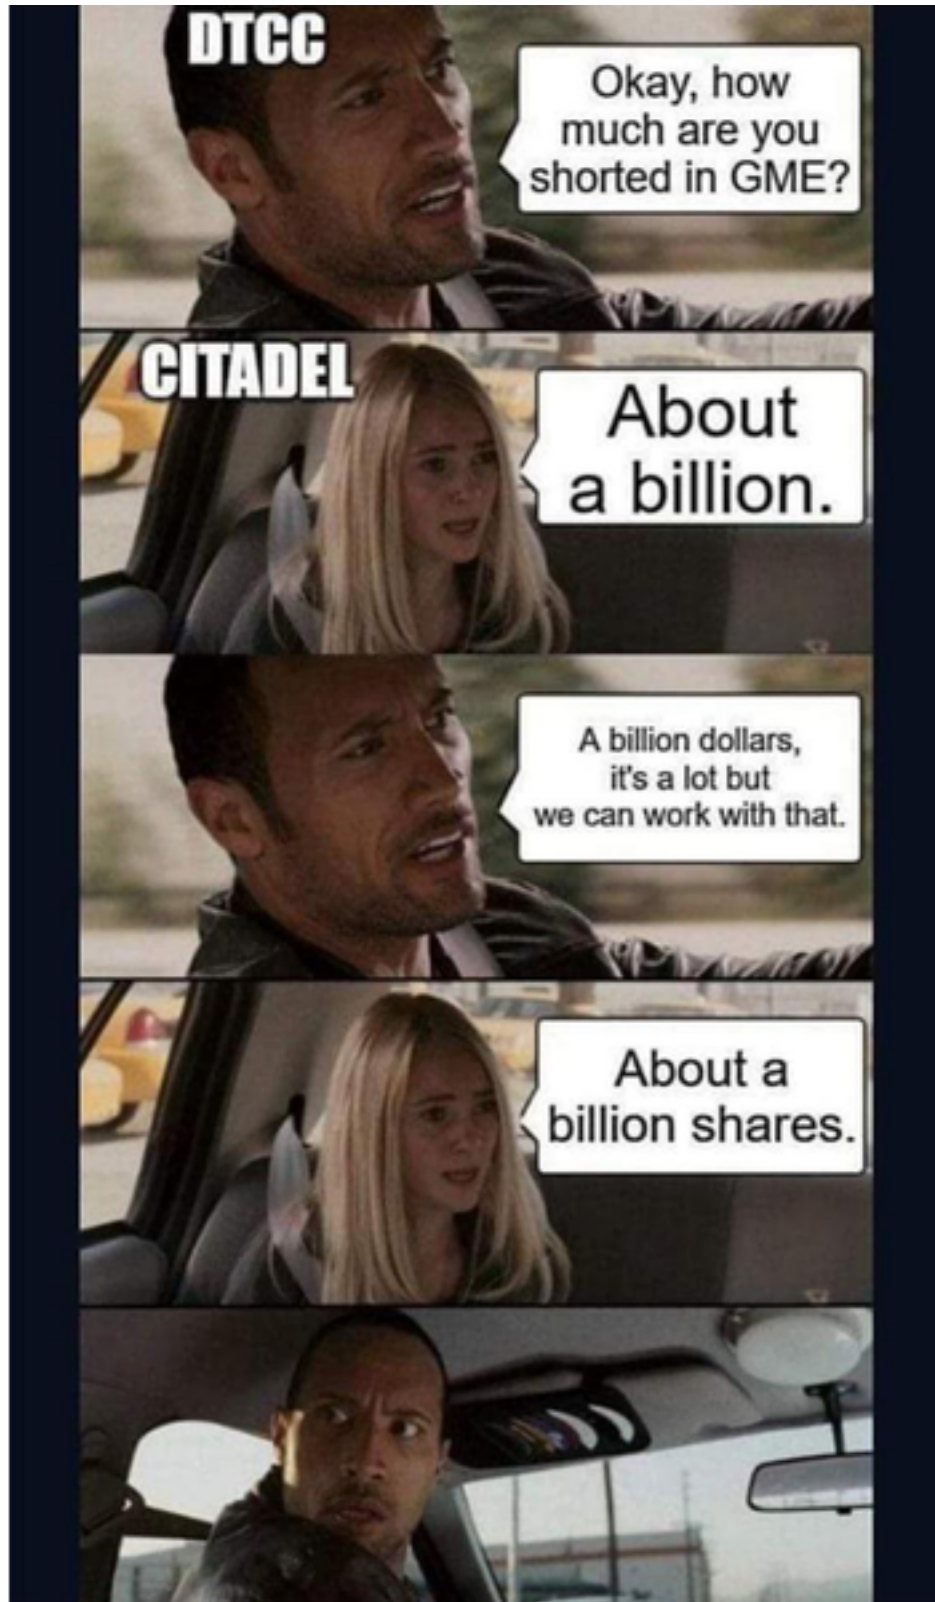 DTCC
Okay, how
much are you
shorted in GME?
CITADEL
About
a billion.
A billion dollars,
it's a lot but
we can work with that.
About a
billion shares.